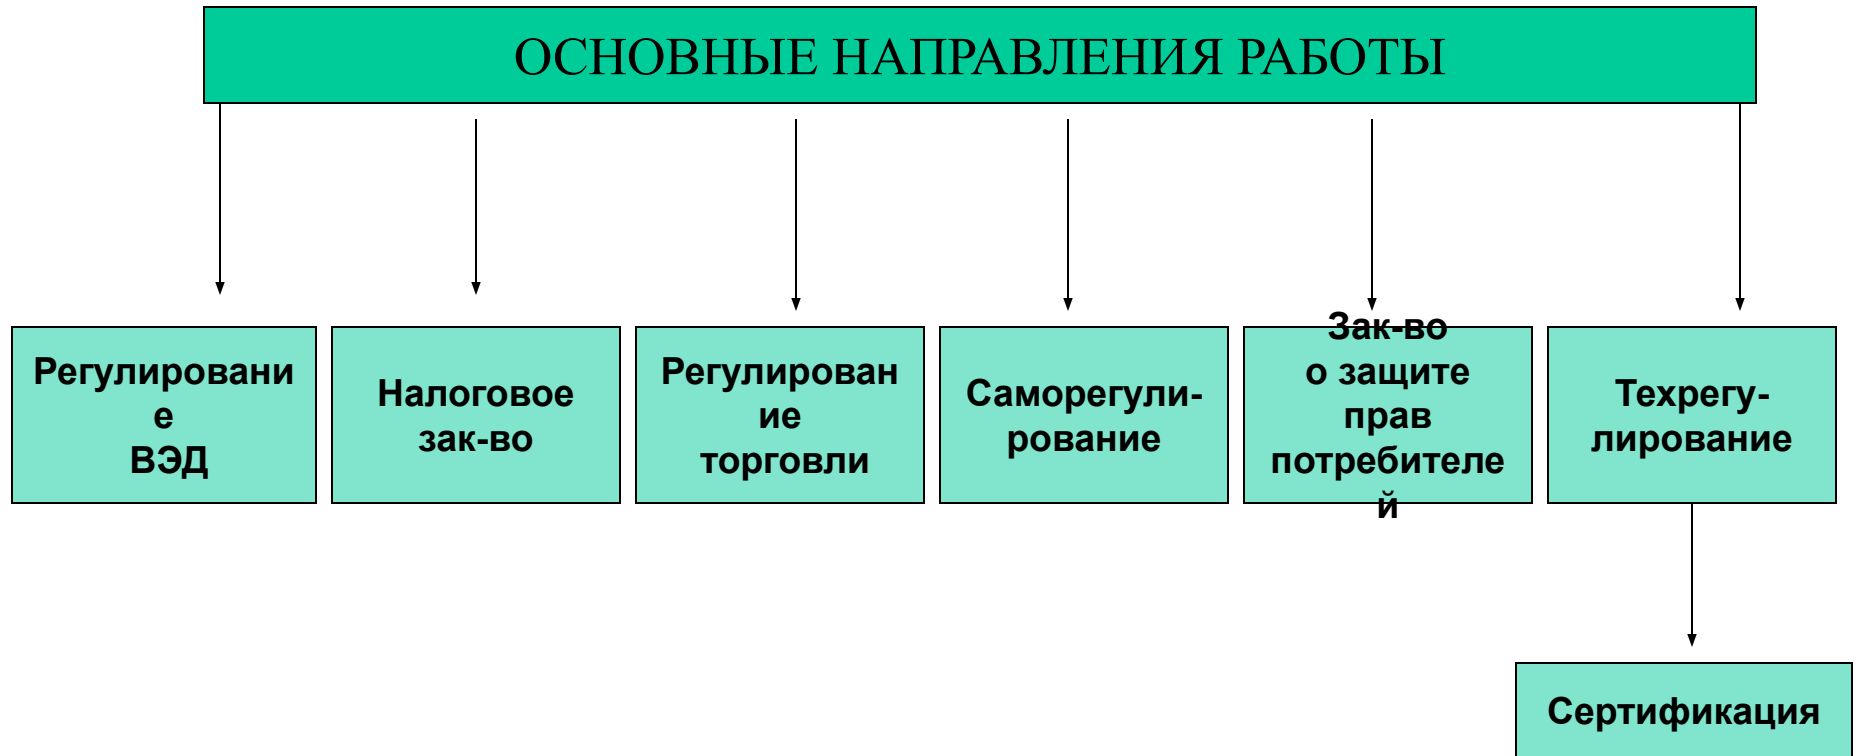 ОСНОВНЫЕ НАПРАВЛЕНИЯ РАБОТЫ
Регулировани
е
ВЭД
Налоговое
зак-во
Регулирован
ие
торговли
Саморегули-
рование
Зак-во
о защите
прав
потребителе
й
Техрегу-
лирование
Сертификация